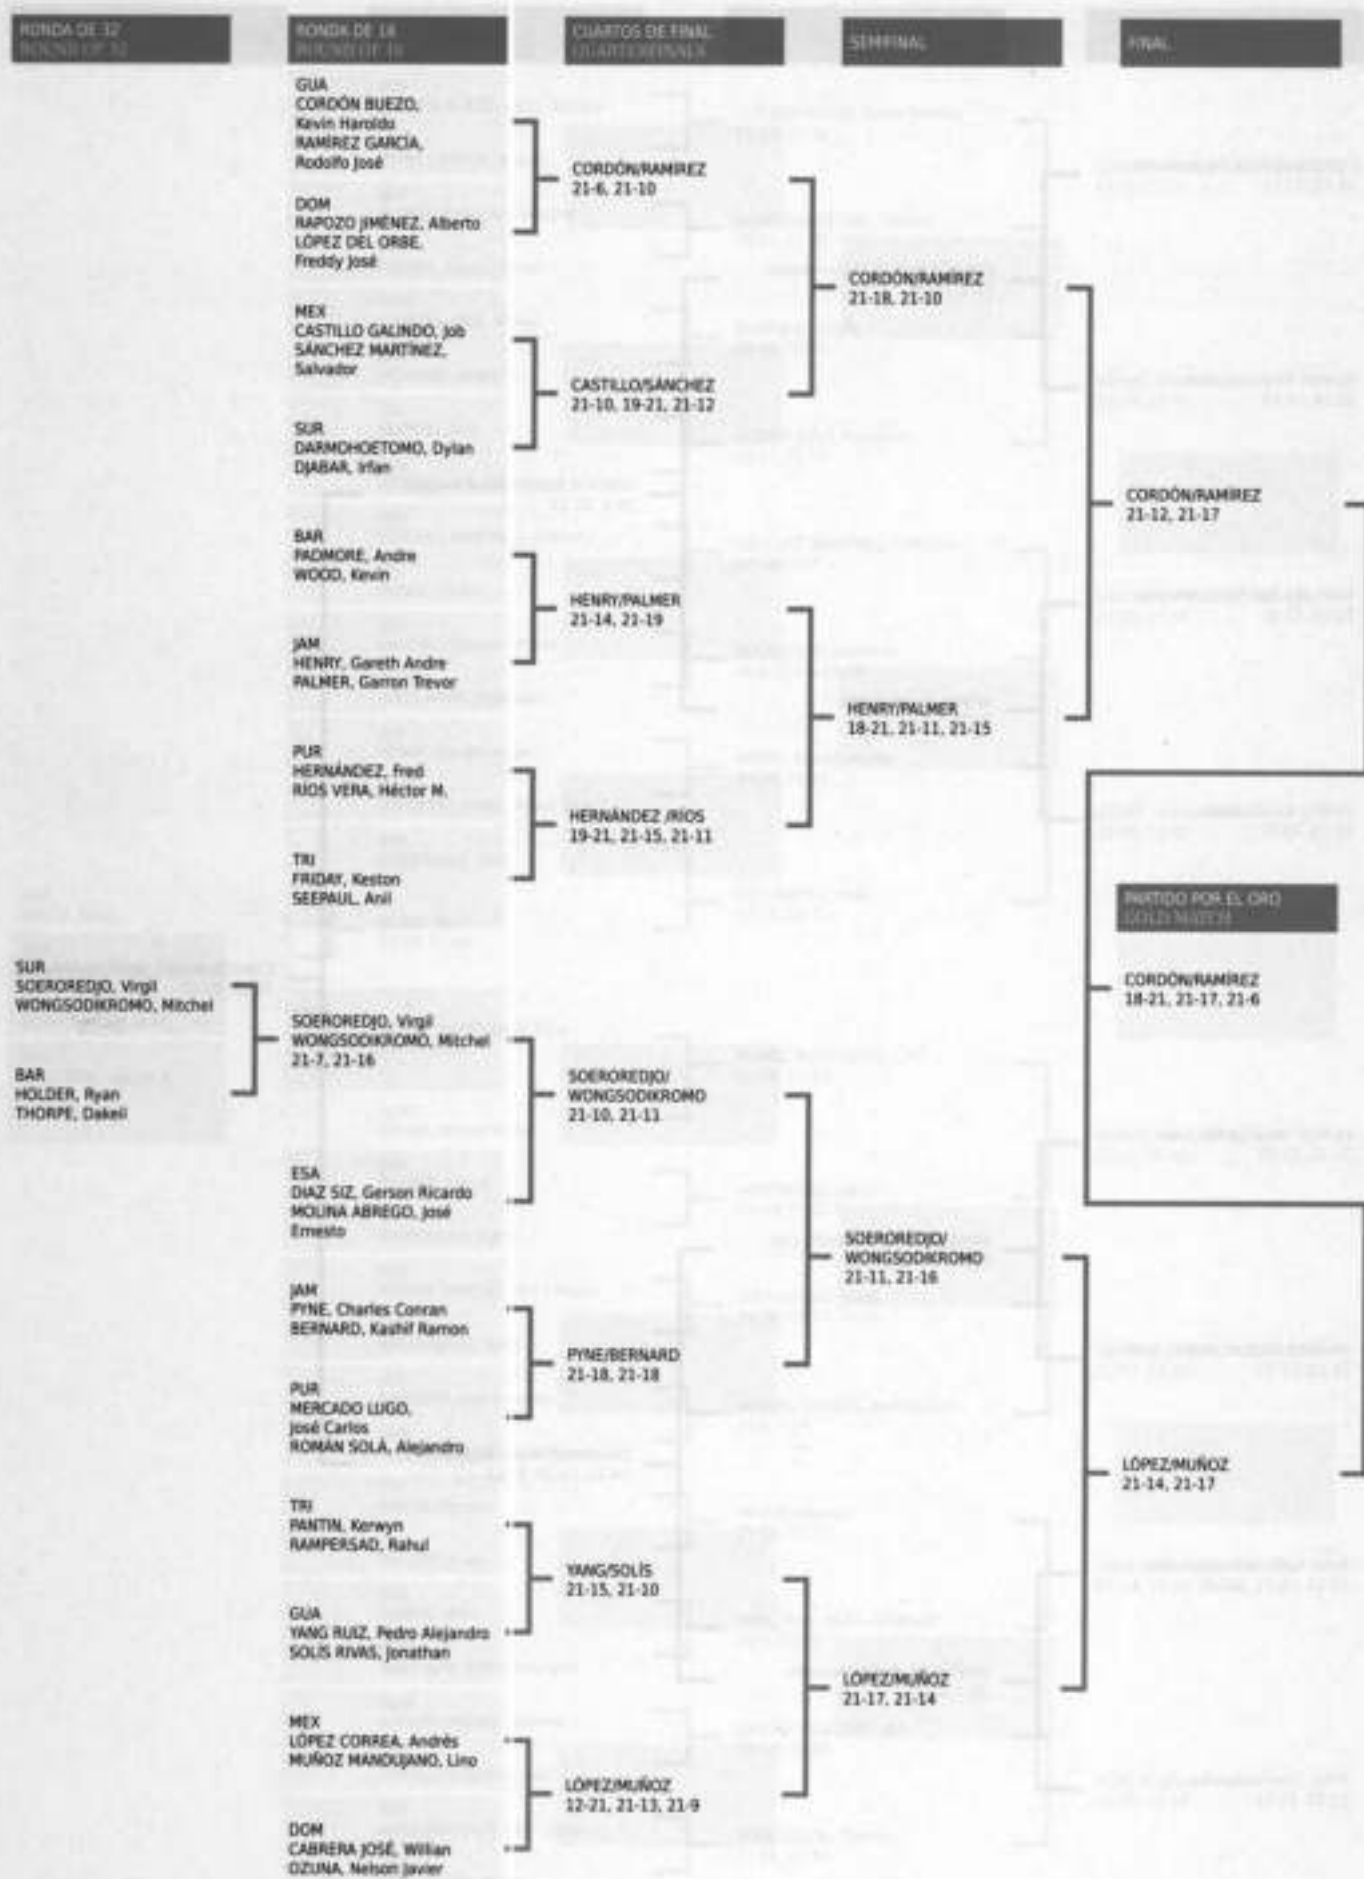 RONDA DE 32
ROUND OF 32
SUR
SOEROREDJO, Virgil
WONGSODIKROMO, Mitchel
BAR
HOLDER, Ryan
THORPE, Dakeil
RONDA DE 16
ROUND OF 16
GUA
CORDÓN BUEZO,
Kevin Haroldo
RAMÍREZ GARCÍA,
Rodolfo José
DOM
RAPOZO JIMÉNEZ, Alberto
LÓPEZ DEL ORBE,
Freddy José
MEX
CASTILLO GALINDO, Job
SÁNCHEZ MARTÍNEZ,
Salvador
SUR
DARMOHOETOMO, Dylan
DJABAR, Irfan
BAR
PADMORE, Andre
WOOD, Kevin
JAM
HENRY, Gareth Andre
PALMER, Garron Trevor
PUR
HERNÁNDEZ, Fred
RÍOS VERA, Héctor M.
TRI
FRIDAY, Keston
SEEPAUL, Anil
SOEROREDJO, Virgil
WONGSODIKROMO, Mitchel
21-7, 21-16
ESA
DIAZ SIZ, Gerson Ricardo
MOLINA ABREGO, José
Ernesto
JAM
PYNE, Charles Conran
BERNARD, Kashif Ramon
PUR
MERCADO LUGO,
José Carlos
ROMÁN SOLÁ, Alejandro
TRI
PANTIN, Kerwyn
RAMPERSAD, Rahul
GUA
YANG RUIZ, Pedro Alejandro
SOLÍS RIVAS, Jonathan
MEX
LÓPEZ CORREA, Andrés
MUÑOZ MANDUJANO, Lino
DOM
CABRERA JOSÉ, Willian
OZUNA, Nelson Javier
CUARTOS DE FINAL
QUARTERFINALS
CORDÓN/RAMÍREZ
21-6, 21-10
CASTILLO/SÁNCHEZ
21-10, 19-21, 21-12
HENRY/PALMER
21-14, 21-19
HERNÁNDEZ /RÍOS
19-21, 21-15, 21-11
SOEROREDJO/
WONGSODIKROMO
21-10, 21-11
PYNE/BERNARD
21-18, 21-18
YANG/SOLÍS
21-15, 21-10
LÓPEZ/MUÑOZ
12-21, 21-13, 21-9
SEMIFINAL
CORDÓN/RAMÍREZ
21-18, 21-10
HENRY/PALMER
18-21, 21-11, 21-15
SOEROREDJO/
WONGSODIKROMO
21-11, 21-16
LÓPEZ/MUÑOZ
21-17, 21-14
FINAL
CORDÓN/RAMÍREZ
21-12, 21-17
PARTIDO POR EL ORO
GOLD MATCH
CORDÓN/RAMÍREZ
18-21, 21-17, 21-6
LÓPEZ/MUÑOZ
21-14, 21-17